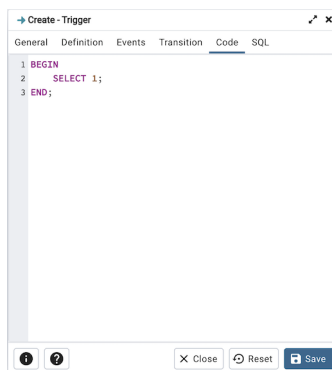 Create - Trigger
General Definition Events Transition Code SQL
1 BEGIN
2     SELECT 1;
3 END;
Close Reset Save